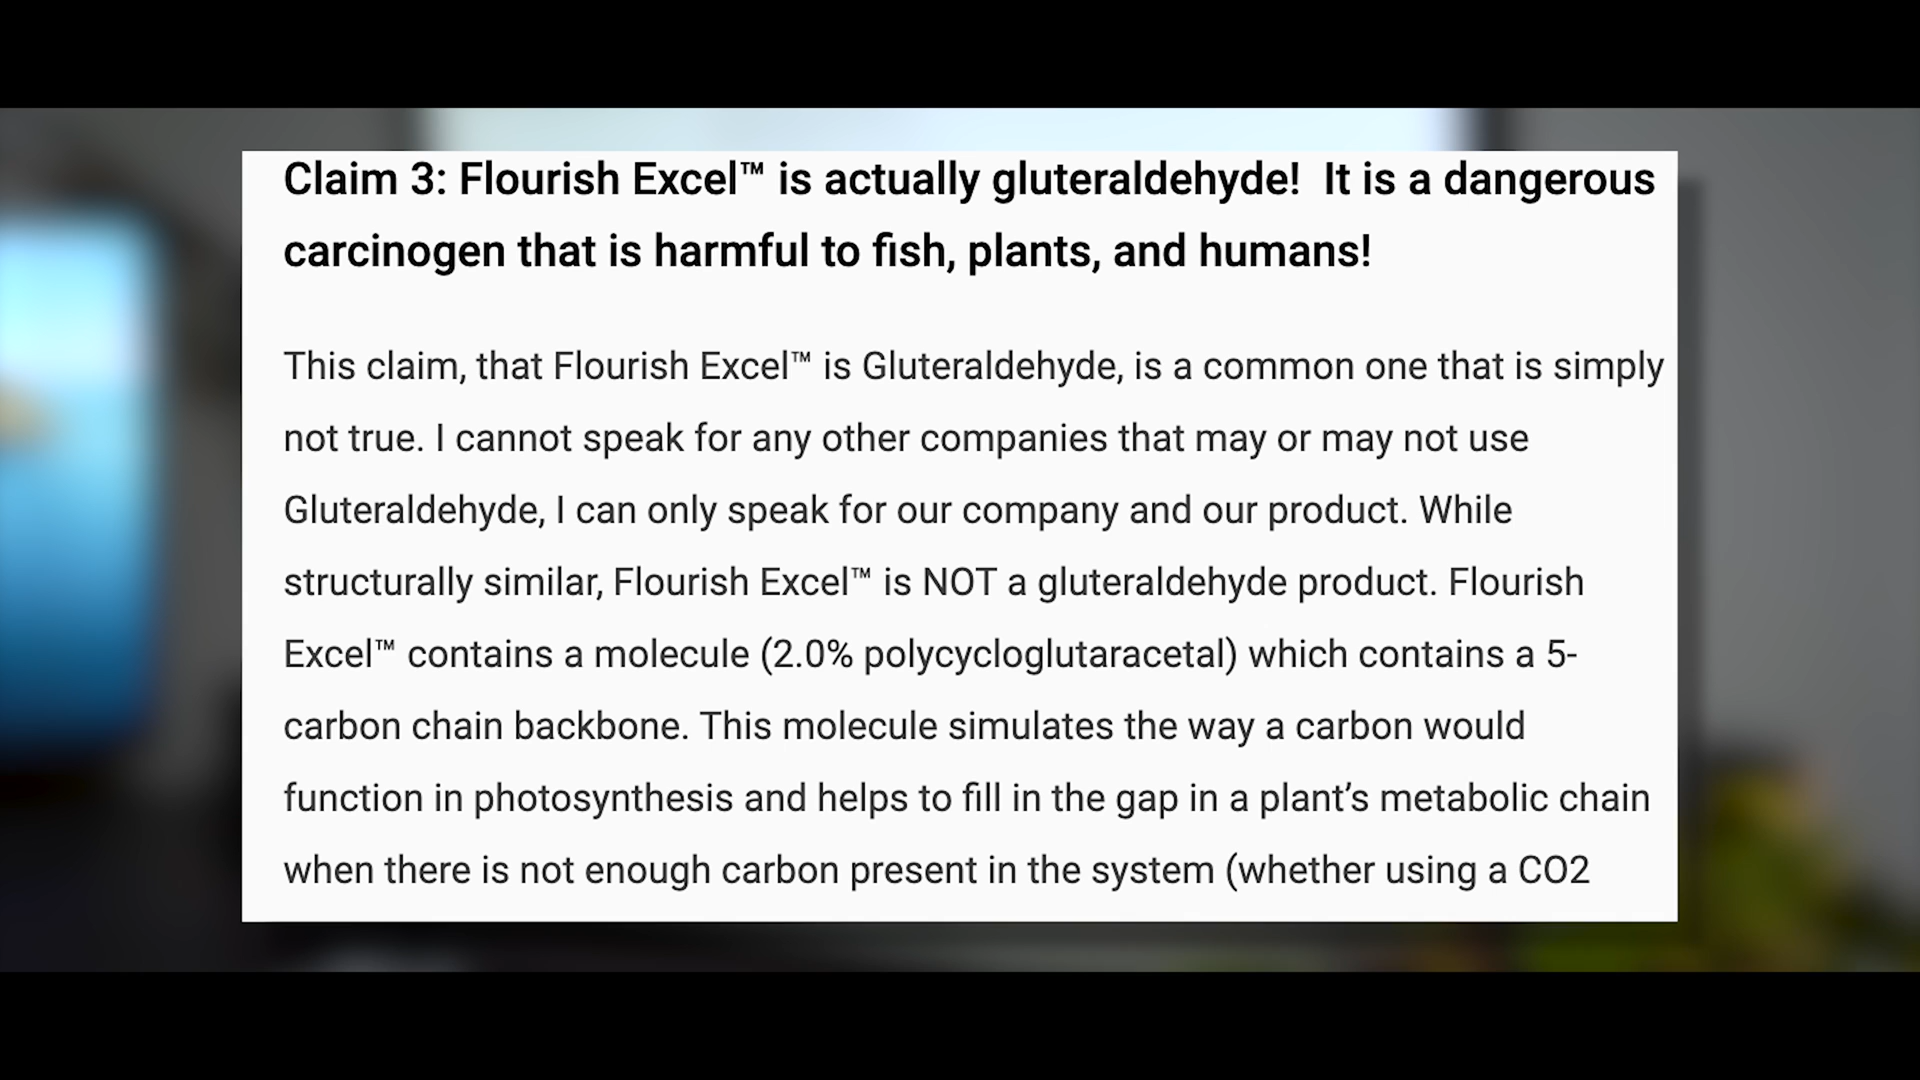 Claim 3: Flourish Excel™ is actually gluteraldehyde!  It is a dangerous
carcinogen that is harmful to fish, plants, and humans!
This claim, that Flourish Excel™ is Gluteraldehyde, is a common one that is simply
not true. I cannot speak for any other companies that may or may not use
Gluteraldehyde, I can only speak for our company and our product. While
structurally similar, Flourish Excel™ is NOT a gluteraldehyde product. Flourish
Excel™ contains a molecule (2.0% polycycloglutaracetal) which contains a 5-
carbon chain backbone. This molecule simulates the way a carbon would
function in photosynthesis and helps to fill in the gap in a plant’s metabolic chain
when there is not enough carbon present in the system (whether using a CO2